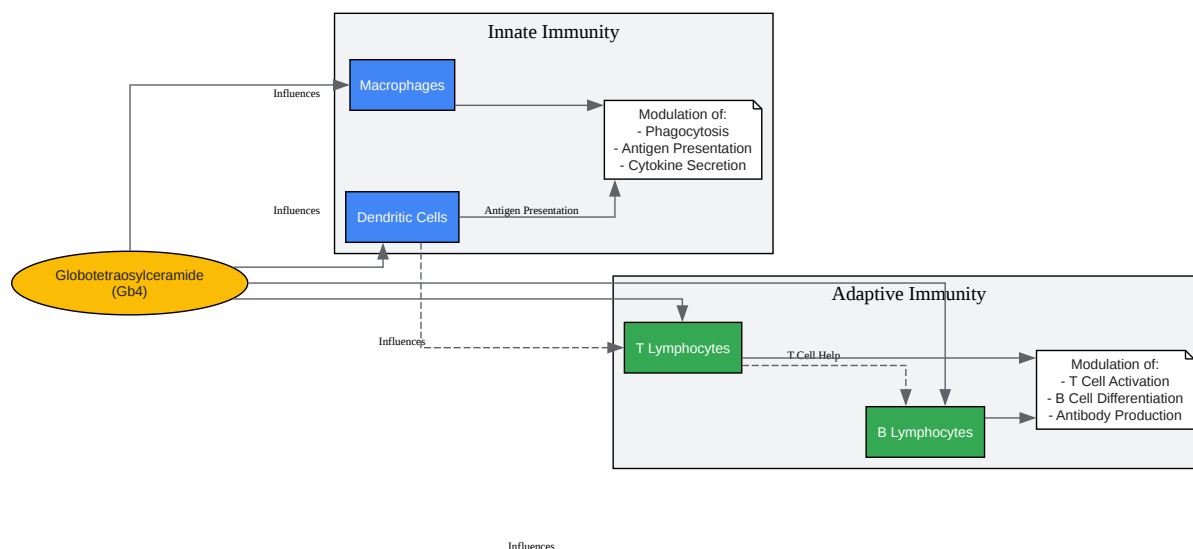 Innate Immunity
Macrophages
Influences
Modulation of:
- Phagocytosis
- Antigen Presentation
- Cytokine Secretion
Influences
Dendritic Cells
Antigen Presentation
Globotetraosylceramide
(Gb4)
Adaptive Immunity
Influences
T Lymphocytes
T Cell Help
Modulation of:
- T Cell Activation
- B Cell Differentiation
- Antibody Production
B Lymphocytes
Influences